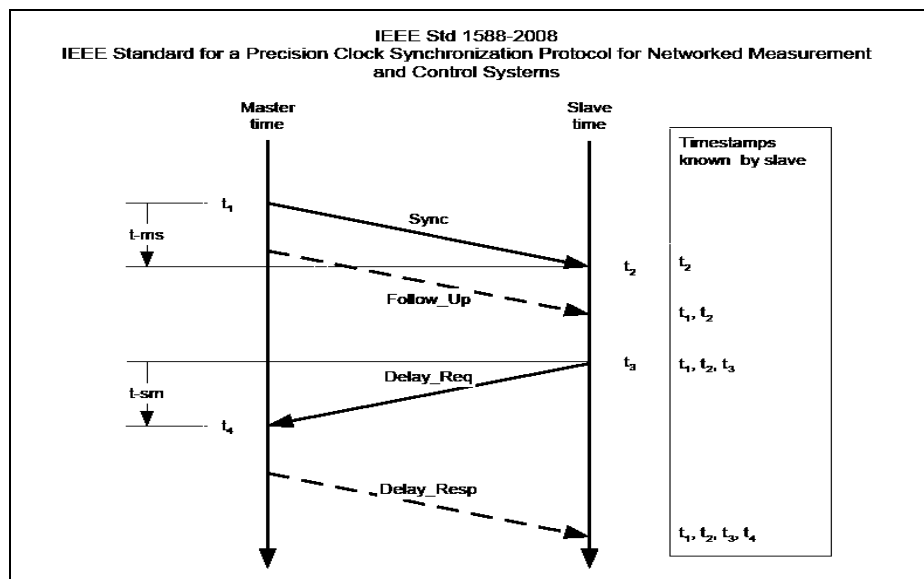 IEEE Std 1588-2008
IEEE Standard for a Precision Clock Synchronization Protocol for Networked Measurement
and Control Systems
Master
time
Slave
time
Timestamps
known by slave
t₁
Sync
t-ms
t₂
t₂
Follow_Up
t₁, t₂
t₃
t₁, t₂, t₃
Delay_Req
t-sm
t₄
Delay_Resp
t₁, t₂, t₃, t₄